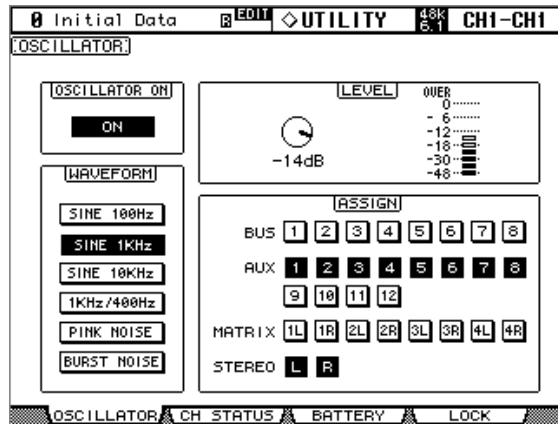 0 Initial Data R EDIT ◇UTILITY 48K 6.1 CH1-CH1
OSCILLATOR
OSCILLATOR ON
ON
LEVEL
-14dB
OVER
0
-6
-12
-18
-30
-48
WAVEFORM
SINE 100Hz
SINE 1KHz
SINE 10KHz
1KHz/400Hz
PINK NOISE
BURST NOISE
ASSIGN
BUS 1 2 3 4 5 6 7 8
AUX 1 2 3 4 5 6 7 8
9 10 11 12
MATRIX 1L 1R 2L 2R 3L 3R 4L 4R
STEREO L R
OSCILLATOR CH STATUS BATTERY LOCK